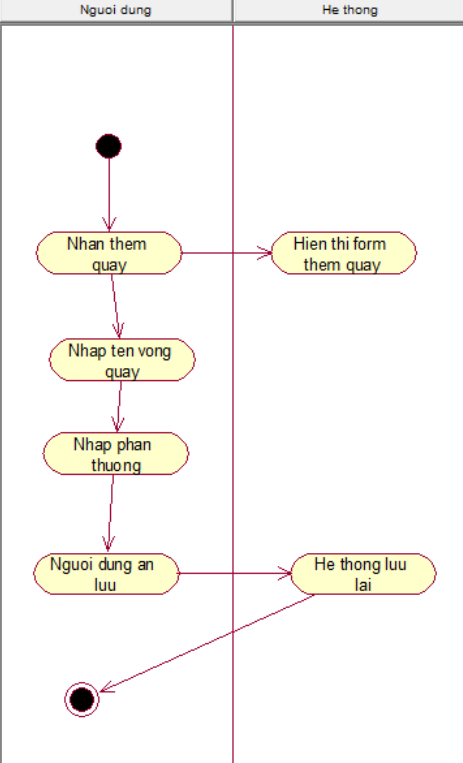 Nguoi dung
He thong
Nhan them
quay
Hien thi form
them quay
Nhap ten vong
quay
Nhap phan
thuong
Nguoi dung an
luu
He thong luu
lai